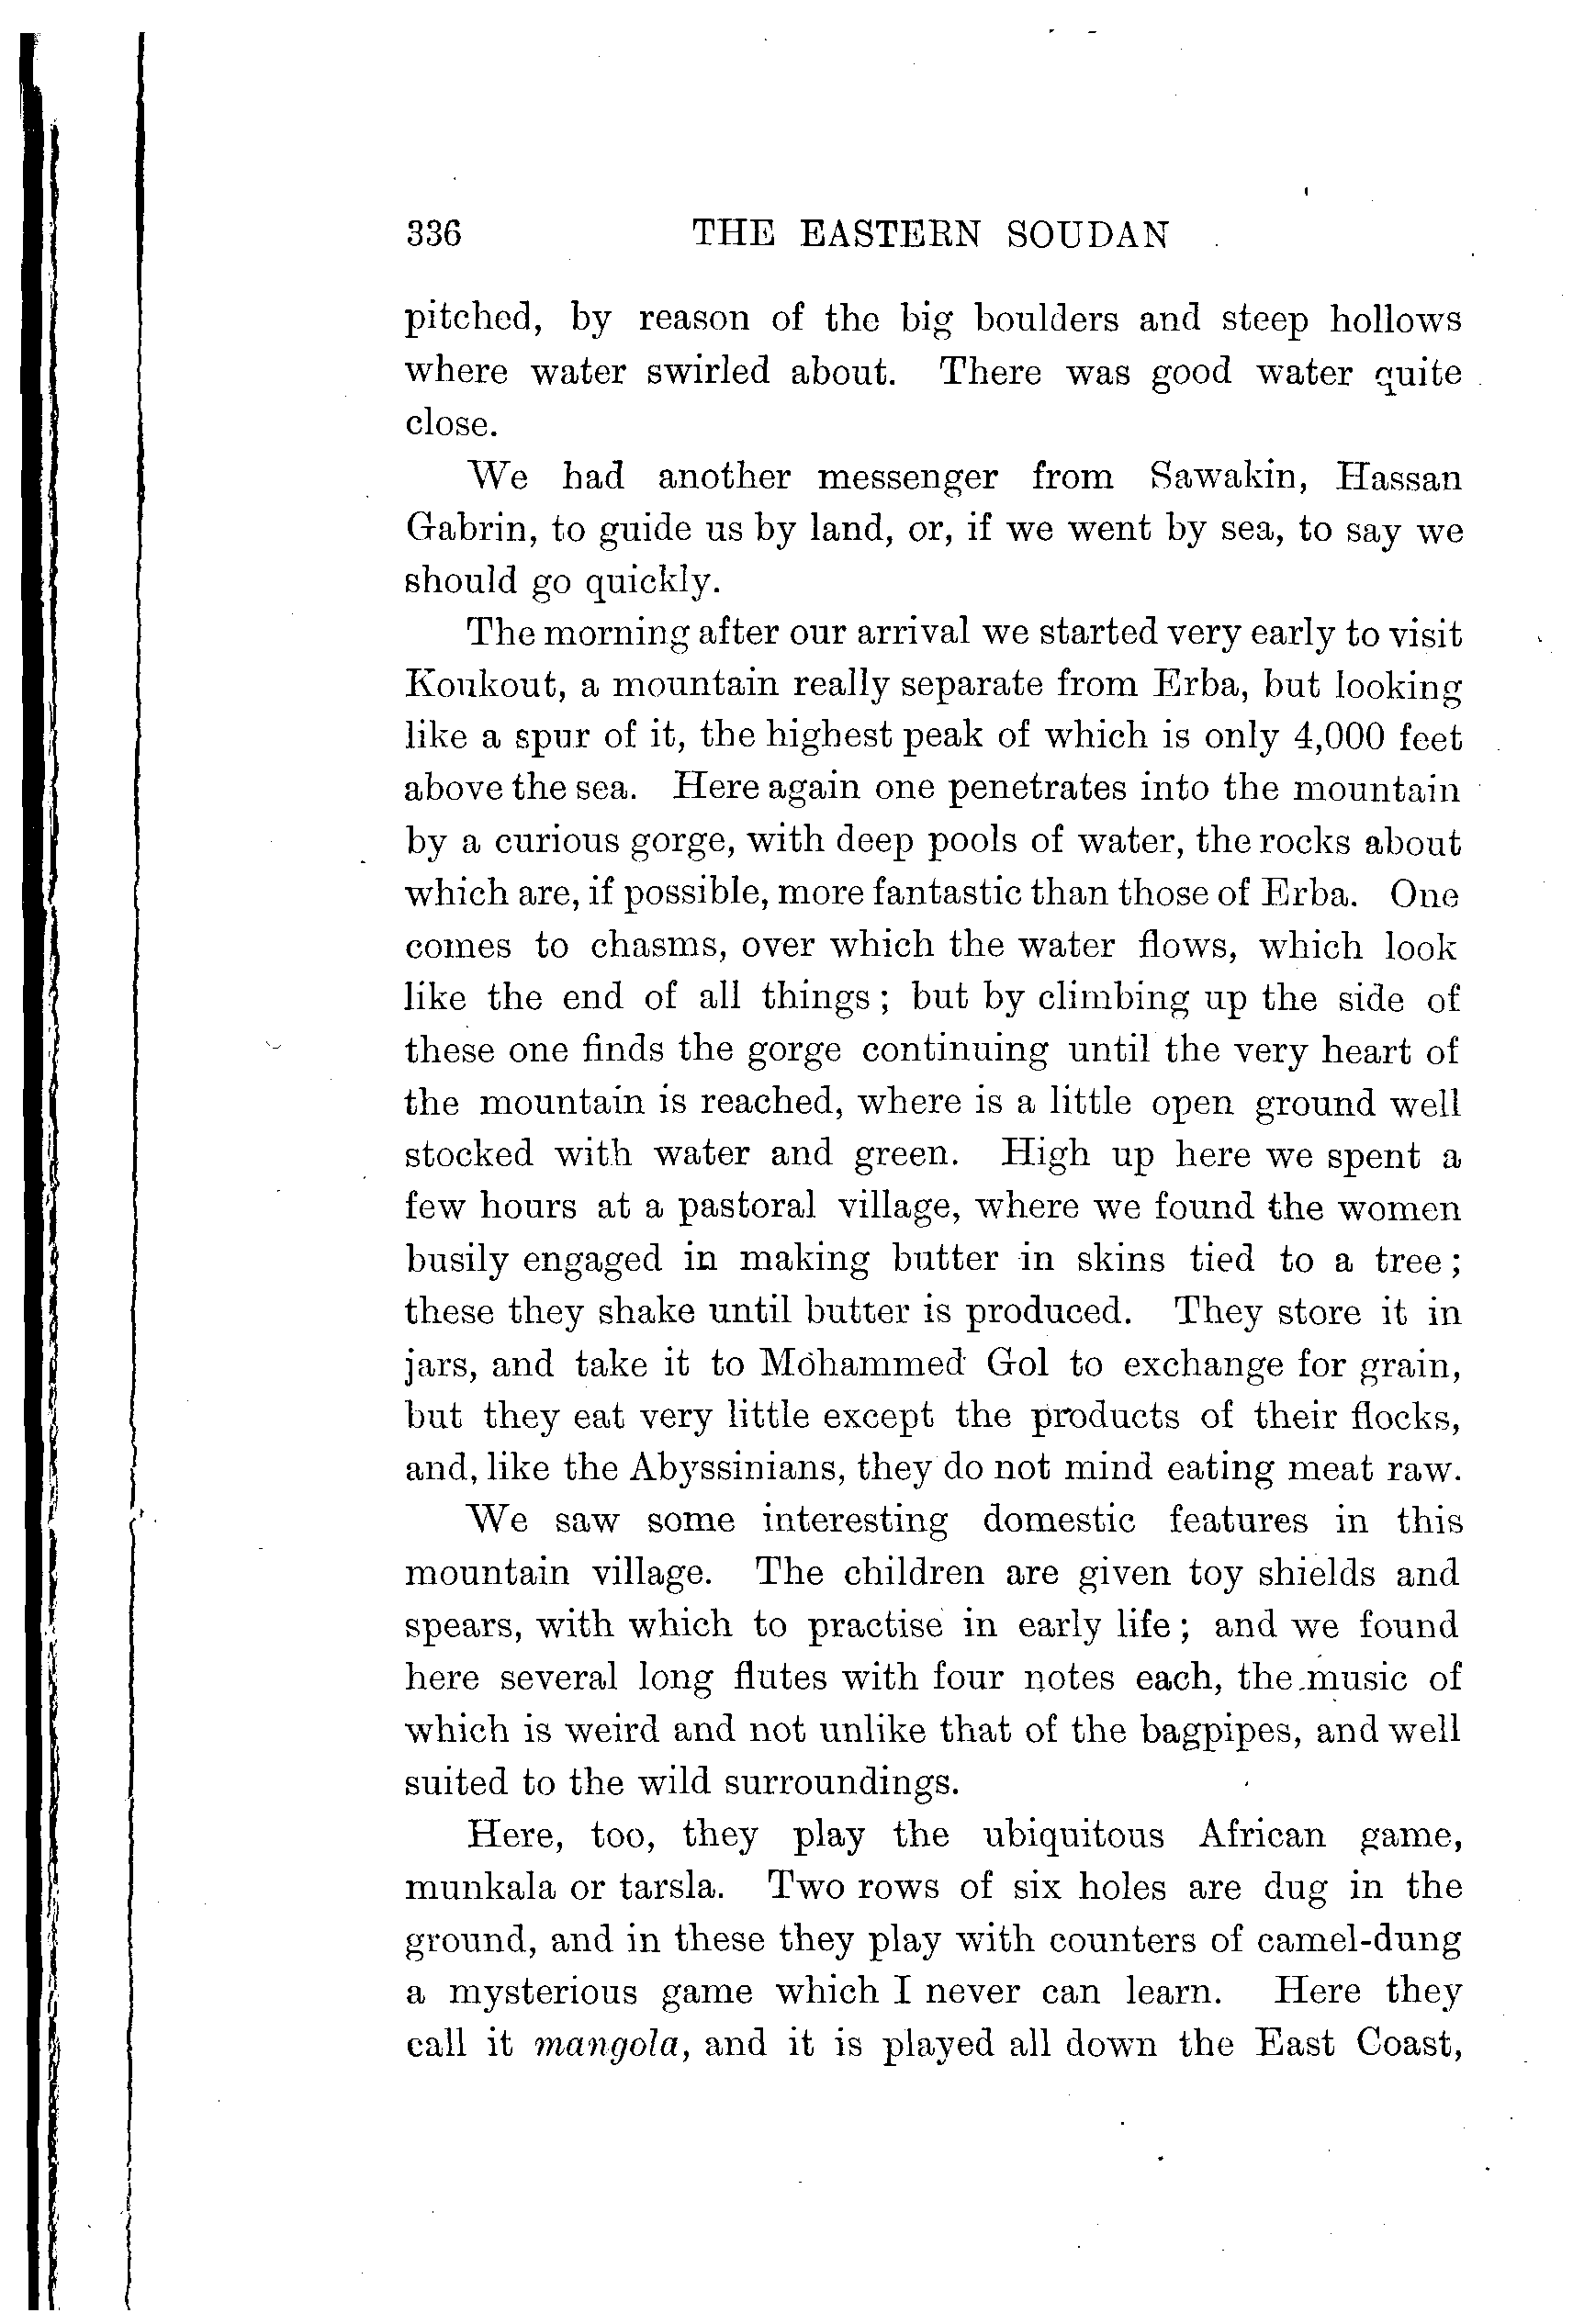 336 THE EASTERN SOUDAN
pitched, by reason of the big boulders and steep hollows
where water swirled about. There was good water quite
close.
We had another messenger from Sawakin, Hassan
Gabrin, to guide us by land, or, if we went by sea, to say we
should go quickly.
The morning after our arrival we started very early to visit
Koukout, a mountain really separate from Erba, but looking
like a spur of it, the highest peak of which is only 4,000 feet
above the sea. Here again one penetrates into the mountain
by a curious gorge, with deep pools of water, the rocks about
which are, if possible, more fantastic than those of Erba. One
comes to chasms, over which the water flows, which look
like the end of all things; but by climbing up the side of
these one finds the gorge continuing until the very heart of
the mountain is reached, where is a little open ground well
stocked with water and green. High up here we spent a
few hours at a pastoral village, where we found the women
busily engaged in making butter in skins tied to a tree;
these they shake until butter is produced. They store it in
jars, and take it to Mohammed Gol to exchange for grain,
but they eat very little except the products of their flocks,
and, like the Abyssinians, they do not mind eating meat raw.
We saw some interesting domestic features in this
mountain village. The children are given toy shields and
spears, with which to practise in early life; and we found
here several long flutes with four notes each, the music of
which is weird and not unlike that of the bagpipes, and well
suited to the wild surroundings.
Here, too, they play the ubiquitous African game,
munkala or tarsla. Two rows of six holes are dug in the
ground, and in these they play with counters of camel-dung
a mysterious game which I never can learn. Here they
call it mangola, and it is played all down the East Coast,